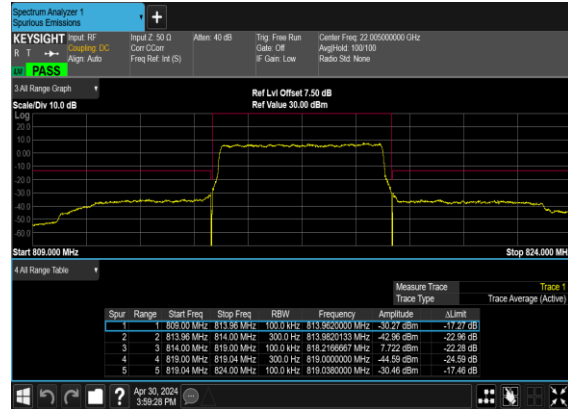 Spectrum Analyzer 1
Spurious Emissions
KEYSIGHT Input: RF Input Z: 50 Ω Atten: 40 dB Trig: Free Run Center Freq: 22.005000000 GHz
R T Coupling: DC Corr CCorr Gate: Off Avg|Hold: 100/100
Align: Auto Freq Ref: Int (S) IF Gain: Low Radio Std: None
PASS
3 All Range Graph
Ref Lvl Offset 7.50 dB
Scale/Div 10.0 dB Ref Value 30.00 dBm
Log
20.0
10.0
0.00
-10.0
-20.0
-30.0
-40.0
-50.0
-60.0
Start 809.000 MHz Stop 824.000 MH
4 All Range Table
Measure Trace Trace 1
Trace Type Trace Average (Active)
Spur Range Start Freq Stop Freq RBW Frequency Amplitude ΔLimit
1 1 809.00 MHz 813.96 MHz 100.0 kHz 813.9620000 MHz -30.27 dBm -17.27 dB
2 2 813.96 MHz 814.00 MHz 300.0 Hz 813.9820133 MHz -42.96 dBm -22.96 dB
3 3 814.00 MHz 819.00 MHz 100.0 kHz 818.2166667 MHz 7.722 dBm -22.28 dB
4 4 819.00 MHz 819.04 MHz 300.0 Hz 819.0000000 MHz -44.59 dBm -24.59 dB
5 5 819.04 MHz 824.00 MHz 100.0 kHz 819.0380000 MHz -30.46 dBm -17.46 dB
? Apr 30, 2024
3:59:28 PM